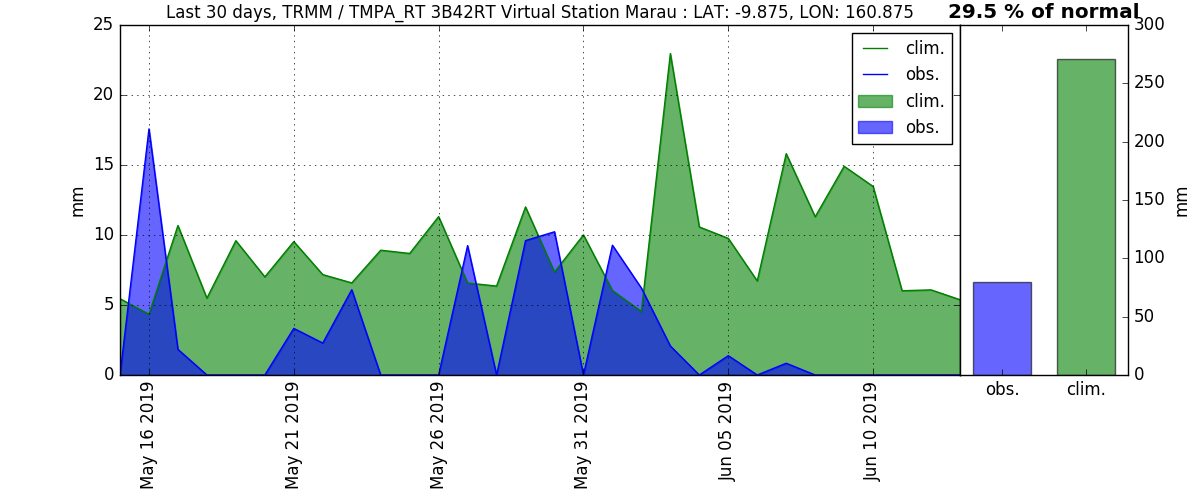 Last 30 days, TRMM / TMPA_RT 3B42RT Virtual Station Marau : LAT: -9.875, LON: 160.875
29.5 % of normal
25
20
15
10
5
0
mm
May 16 2019
May 21 2019
May 26 2019
May 31 2019
Jun 05 2019
Jun 10 2019
clim.
obs.
clim.
obs.
300
250
200
150
100
50
0
mm
obs.
clim.